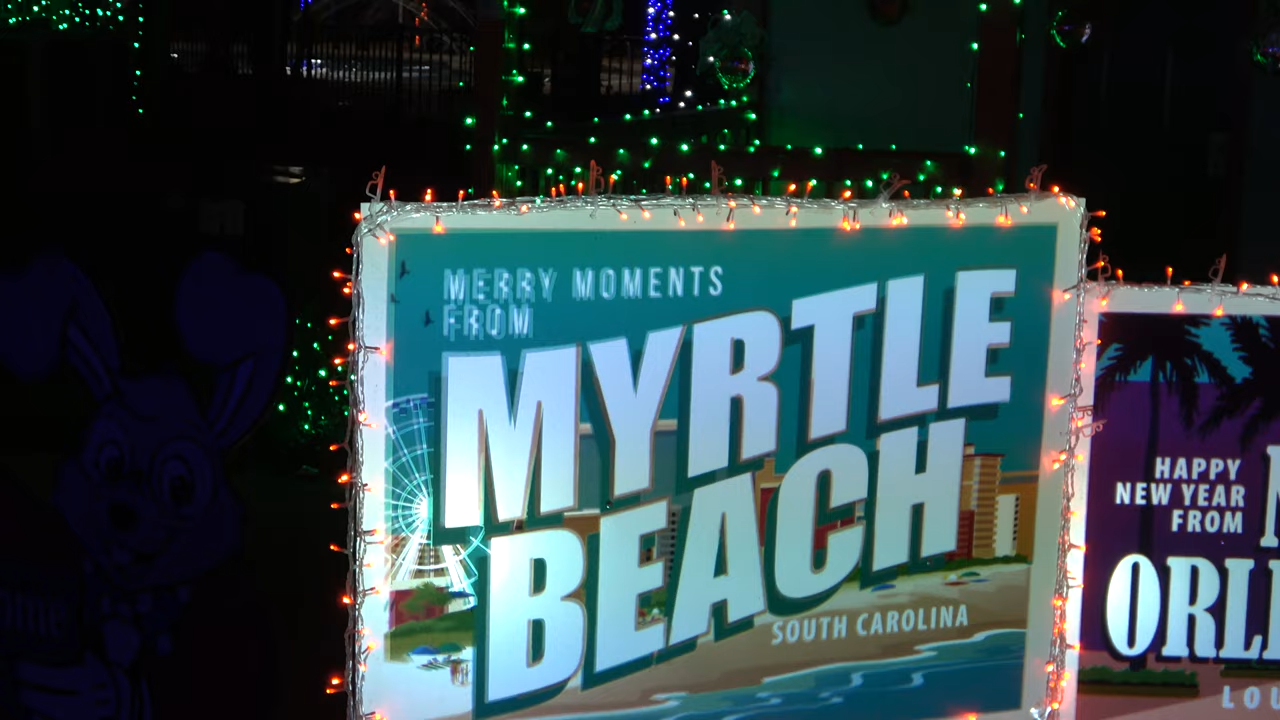 MERRY MOMENTS
FROM
MYRTLE
BEACH
SOUTH CAROLINA
HAPPY
NEW YEAR
FROM